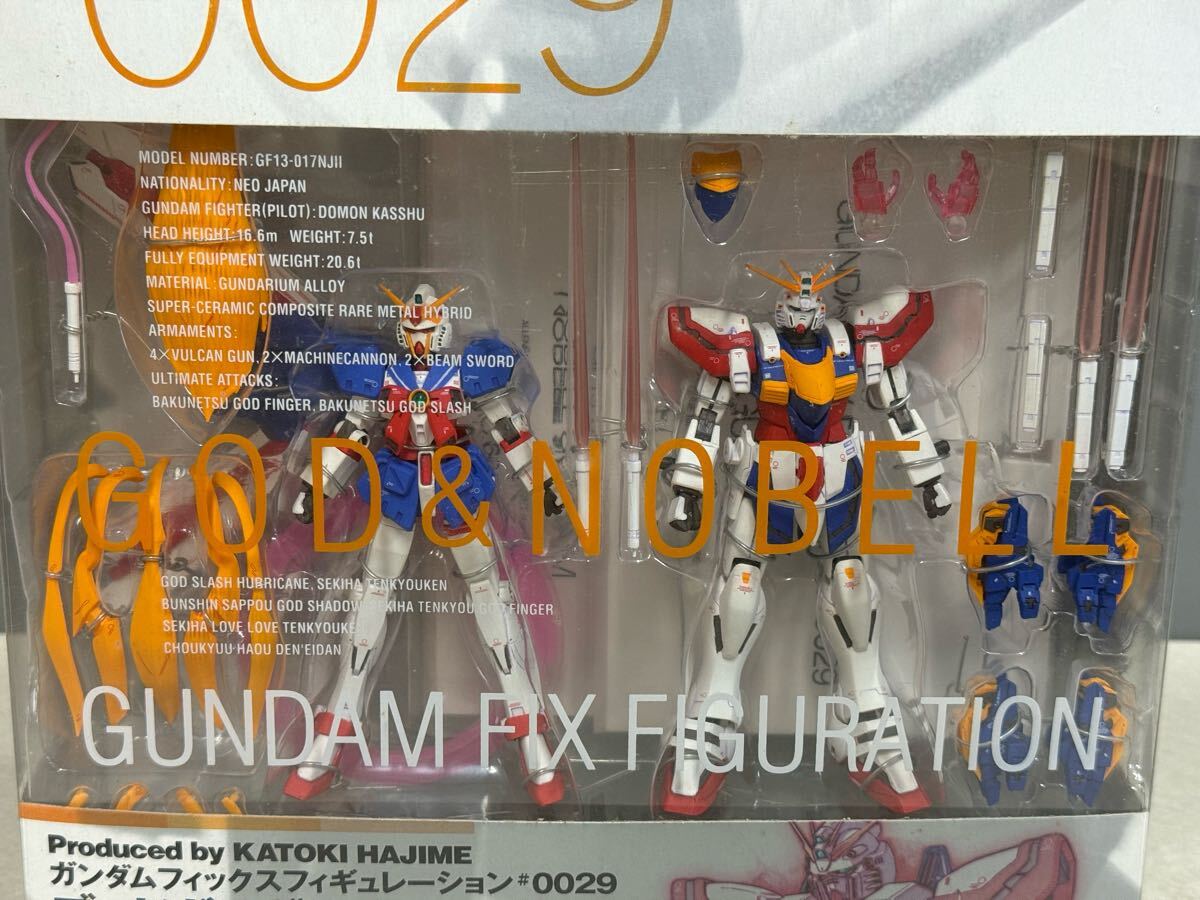 0029
MODEL NUMBER:GF13-017NJII
NATIONALITY:NEO JAPAN
GUNDAM FIGHTER(PILOT):DOMON KASSHU
HEAD HEIGHT:16.6m WEIGHT:7.5t
FULLY EQUIPMENT WEIGHT:20.6t
MATERIAL:GUNDARIUM ALLOY
SUPER-CERAMIC COMPOSITE RARE METAL HYBRID
ARMAMENTS:
4×VULCAN GUN, 2×MACHINECANNON, 2×BEAM SWORD
ULTIMATE ATTACKS:
BAKUNETSU GOD FINGER, BAKUNETSU GOD SLASH
GOD&NOBELL
GOD SLASH HURRICANE, SEKIHA TENKYOUKEN
BUNSHIN SAPPOU GOD SHADOW, SEKIHA TENKYOU GOD FINGER
SEKIHA LOVE LOVE TENKYOUKEN
CHOUKYUU HAOU DEN'EIDAN
GUNDAM FIX FIGURATION
Produced by KATOKI HAJIME
ガンダムフィックスフィギュレーション#0029